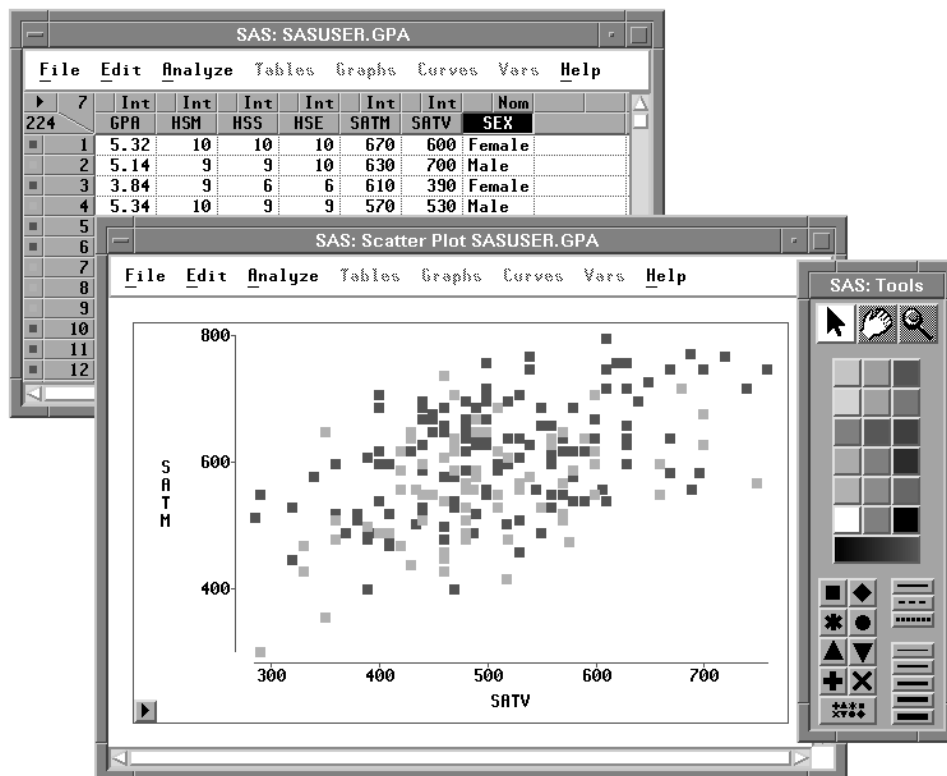 SAS: SASUSER.GPA
File Edit Analyze Tables Graphs Curves Vars Help
7 Int Int Int Int Int Int Nom
224 GPA HSM HSS HSE SATM SATV SEX
1 5.32 10 10 10 670 600 Female
2 5.14 9 9 10 630 700 Male
3 3.84 9 6 6 610 390 Female
4 5.34 10 9 9 570 530 Male
5
6
7
8
9
10
11
12
SAS: Scatter Plot SASUSER.GPA
File Edit Analyze Tables Graphs Curves Vars Help
800
600
400
SATM
300 400 500 600 700
SATV
SAS: Tools